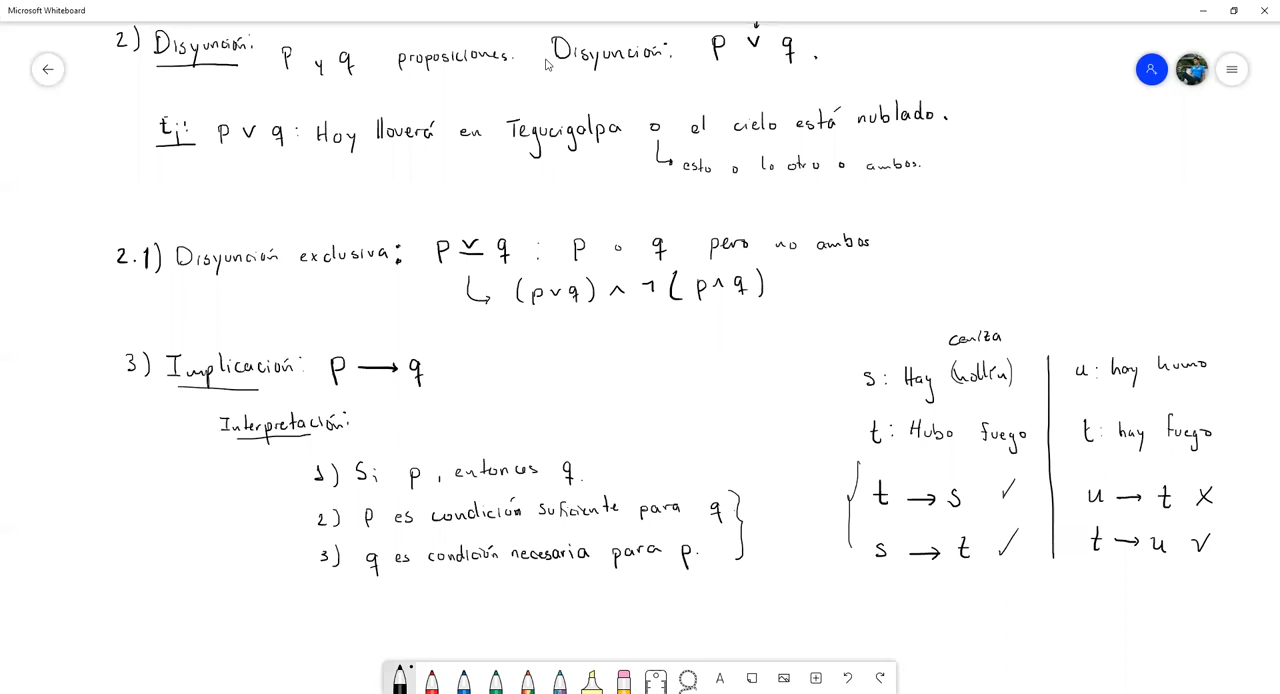 Microsoft Whiteboard
2) Disyunción: p y q proposiciones. Disyunción: p v q.
Ej: p v q: Hoy lloverá en Tegucigalpa o el cielo está nublado.
esto o lo otro o ambos.
2.1) Disyunción exclusiva: p ⊻ q : p o q pero no ambos
(p v q) ∧ ¬ (p ∧ q)
3) Implicación: p → q
Interpretación:
1) Si p, entonces q.
2) p es condición suficiente para q
3) q es condición necesaria para p.
ceniza
s: Hay (hollín)
t: Hubo fuego
t → s ✓
s → t ✓
u: hay humo
t: hay fuego
u → t X
t → u ✓